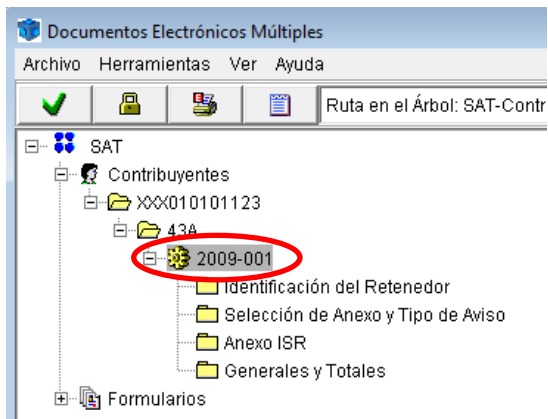 Documentos Electrónicos Múltiples
Archivo Herramientas Ver Ayuda
Ruta en el Árbol: SAT-Contr
SAT
Contribuyentes
XXX010101123
43A
2009-001
Identificación del Retenedor
Selección de Anexo y Tipo de Aviso
Anexo ISR
Generales y Totales
Formularios